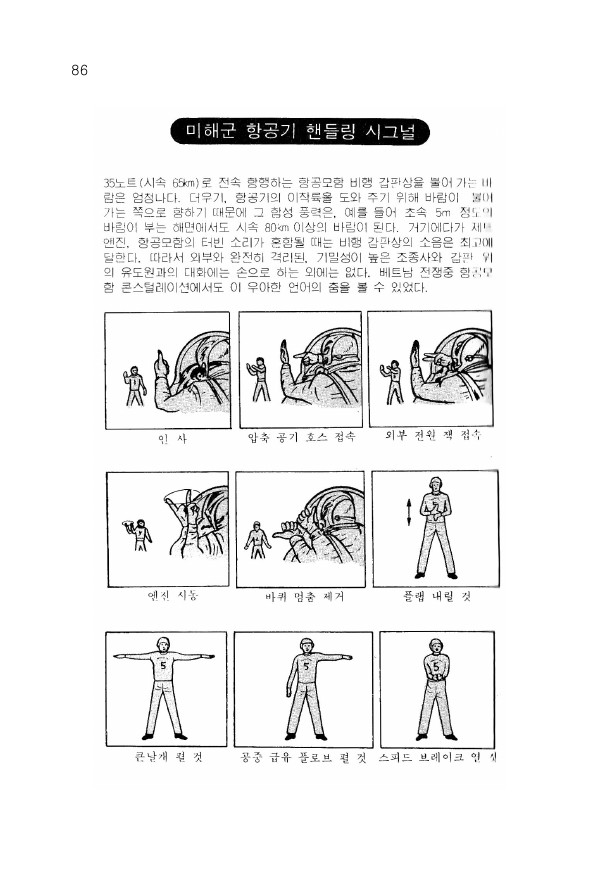 86
미해군 항공기 핸들링 시그널
35노트(시속 65km)로 전속 항행하는 항공모함 비행 갑판상을 불어 가는 바
람은 엄청나다. 더우기, 항공기의 이착륙을 도와 주기 위해 바람이 불어
가는 쪽으로 향하기 때문에 그 합성 풍력은, 예를 들어 초속 5m 정도의
바람이 부는 해면에서도 시속 80km 이상의 바람이 된다. 거기에다가 제트
엔진, 항공모함의 터빈 소리가 혼합될 때는 비행 갑판상의 소음은 최고에
달한다. 따라서 외부와 완전히 격리된, 기밀성이 높은 조종사와 갑판 위
의 유도원과의 대화에는 손으로 하는 외에는 없다. 베트남 전쟁중 항공모
함 콘스털레이션에서도 이 우아한 언어의 춤을 볼 수 있었다.
인 사
압축 공기 호스 접속
외부 전원 잭 접속
엔진 시동
바퀴 멈춤 제거
플랩 내릴 것
5
5
5
큰날개 펼 것
공중 급유 플로브 펼 것
스피드 브레이크 열